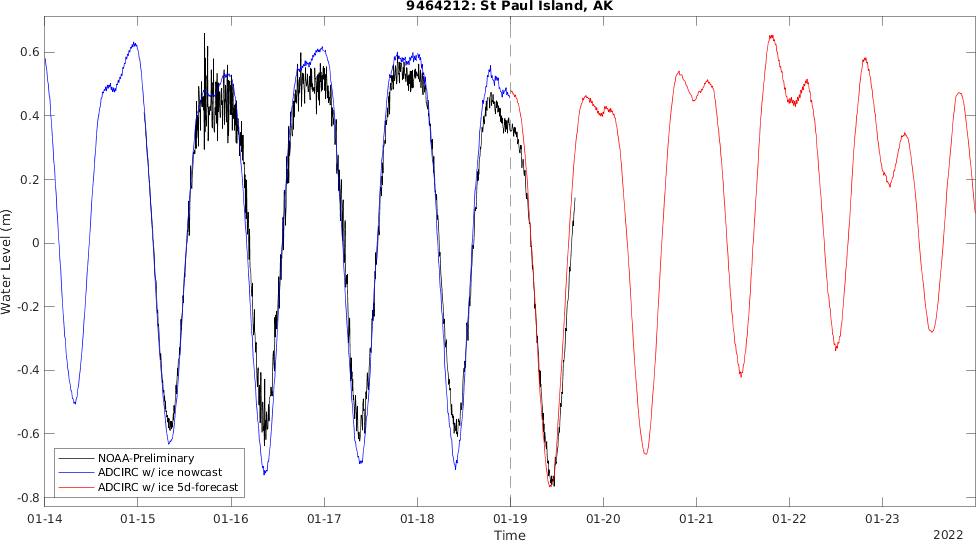 9464212: St Paul Island, AK
Water Level (m)
0.6
0.4
0.2
0
-0.2
-0.4
-0.6
-0.8
NOAA-Preliminary
ADCIRC w/ ice nowcast
ADCIRC w/ ice 5d-forecast
01-14 01-15 01-16 01-17 01-18 01-19 01-20 01-21 01-22 01-23
Time
2022